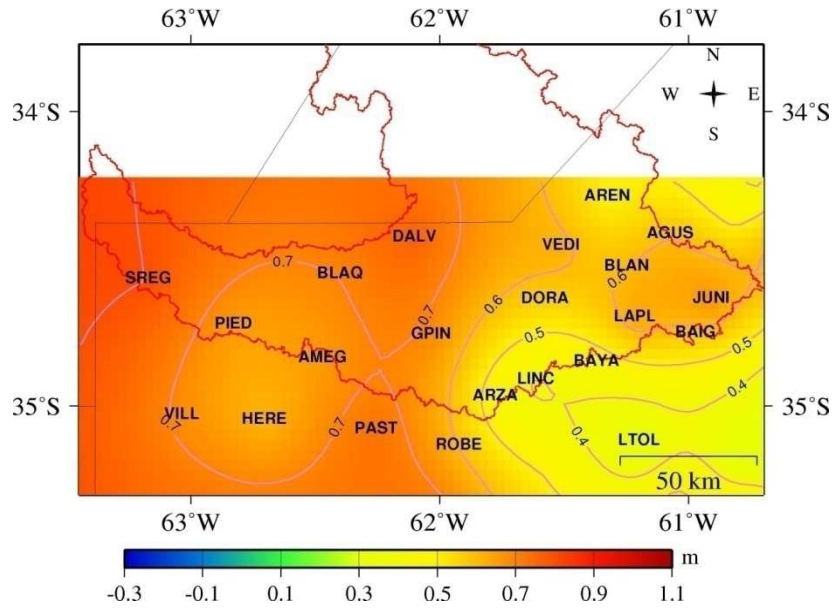 63°W 62°W 61°W
N
34°S W E 34°S
S
AREN
DALV AGUS
VEDI
0.7 BLAN
SREG BLAQ 0.6
0.6 DORA JUNI
PIED 0.7 LAPL
GPIN 0.5 BAIG
AMEG BAYA 0.5
LINC
ARZA 0.4
35°S VILL HERE 35°S
0.7 0.7 PAST 0.4
ROBE LTOL
50 km
63°W 62°W 61°W
m
-0.3 -0.1 0.1 0.3 0.5 0.7 0.9 1.1